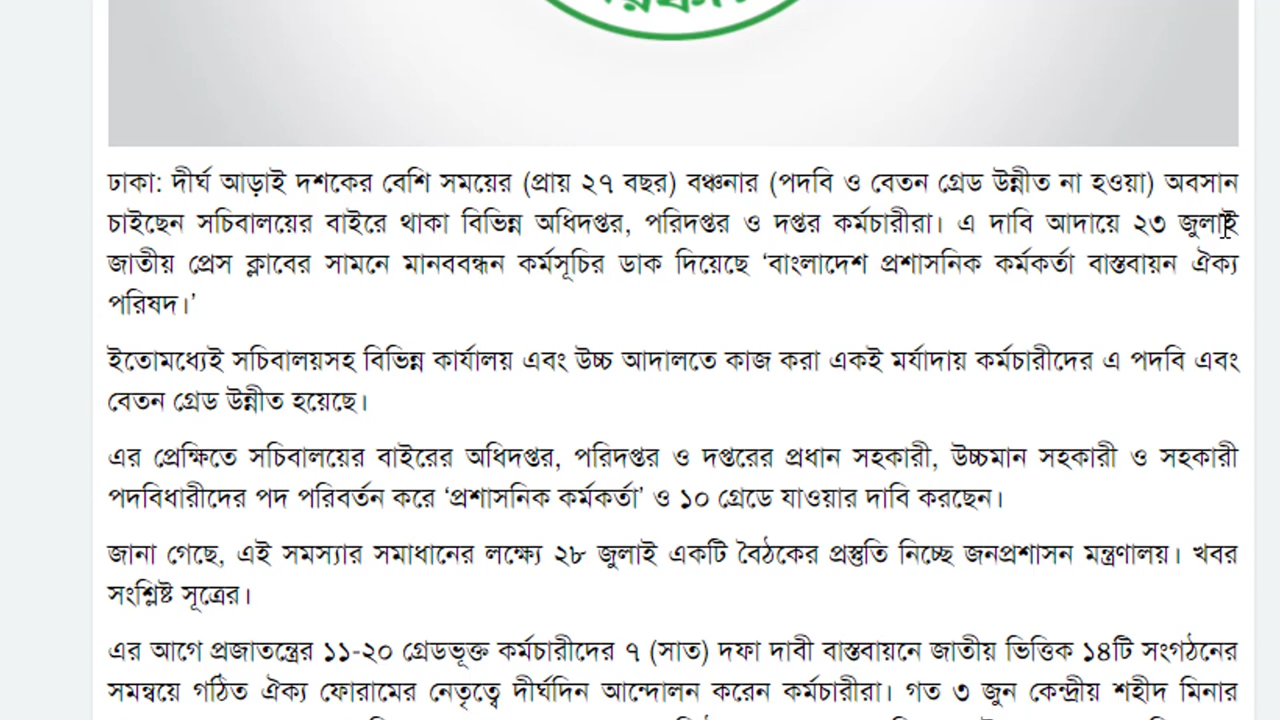 ঢাকা: দীর্ঘ আড়াই দশকের বেশি সময়ের (প্রায় ২৭ বছর) বঞ্চনার (পদবি ও বেতন গ্রেড উন্নীত না হওয়া) অবসান
চাইছেন সচিবালয়ের বাইরে থাকা বিভিন্ন অধিদপ্তর, পরিদপ্তর ও দপ্তর কর্মচারীরা। এ দাবি আদায়ে ২৩ জুলাই
জাতীয় প্রেস ক্লাবের সামনে মানববন্ধন কর্মসূচির ডাক দিয়েছে ‘বাংলাদেশ প্রশাসনিক কর্মকর্তা বাস্তবায়ন ঐক্য
পরিষদ।’
ইতোমধ্যেই সচিবালয়সহ বিভিন্ন কার্যালয় এবং উচ্চ আদালতে কাজ করা একই মর্যাদায় কর্মচারীদের এ পদবি এবং
বেতন গ্রেড উন্নীত হয়েছে।
এর প্রেক্ষিতে সচিবালয়ের বাইরের অধিদপ্তর, পরিদপ্তর ও দপ্তরের প্রধান সহকারী, উচ্চমান সহকারী ও সহকারী
পদবিধারীদের পদ পরিবর্তন করে ‘প্রশাসনিক কর্মকর্তা’ ও ১০ গ্রেডে যাওয়ার দাবি করছেন।
জানা গেছে, এই সমস্যার সমাধানের লক্ষ্যে ২৮ জুলাই একটি বৈঠকের প্রস্তুতি নিচ্ছে জনপ্রশাসন মন্ত্রণালয়। খবর
সংশ্লিষ্ট সূত্রের।
এর আগে প্রজাতন্ত্রের ১১-২০ গ্রেডভূক্ত কর্মচারীদের ৭ (সাত) দফা দাবী বাস্তবায়নে জাতীয় ভিত্তিক ১৪টি সংগঠনের
সমন্বয়ে গঠিত ঐক্য ফোরামের নেতৃত্বে দীর্ঘদিন আন্দোলন করেন কর্মচারীরা। গত ৩ জুন কেন্দ্রীয় শহীদ মিনার